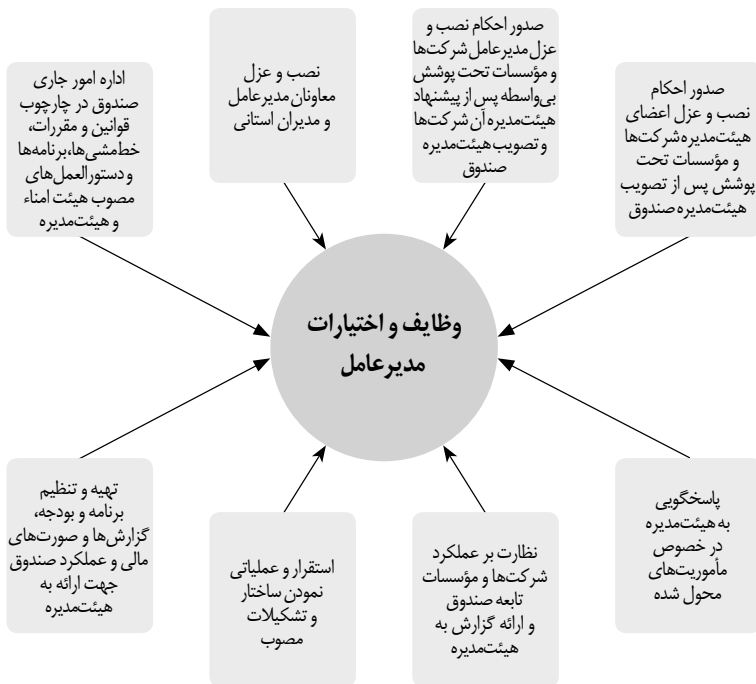 صدور احکام
نصب و عزل اعضای
هیئت‌مدیره شرکت‌ها
و مؤسسات تحت
پوشش پس از تصویب
هیئت‌مدیره صندوق
صدور احکام نصب و
عزل مدیرعامل شرکت‌ها
و مؤسسات تحت پوشش
بی‌واسطه پس از پیشنهاد
هیئت‌مدیره آن شرکت‌ها
و تصویب هیئت‌مدیره
صندوق
نصب و عزل
معاونان مدیرعامل
و مدیران استانی
اداره امور جاری
صندوق در چارچوب
قوانین و مقررات،
خط‌مشی‌ها،برنامه‌ها
و دستورالعمل‌های
مصوب هیئت امناء
و هیئت‌مدیره
وظایف و اختیارات
مدیرعامل
پاسخگویی
به هیئت‌مدیره
در خصوص
مأموریت‌های
محول شده
نظارت بر عملکرد
شرکت‌ها و مؤسسات
تابعه صندوق
و ارائه گزارش به
هیئت‌مدیره
استقرار و عملیاتی
نمودن ساختار
و تشکیلات
مصوب
تهیه و تنظیم
برنامه و بودجه،
گزارش‌ها و صورت‌های
مالی و عملکرد صندوق
جهت ارائه به
هیئت‌مدیره